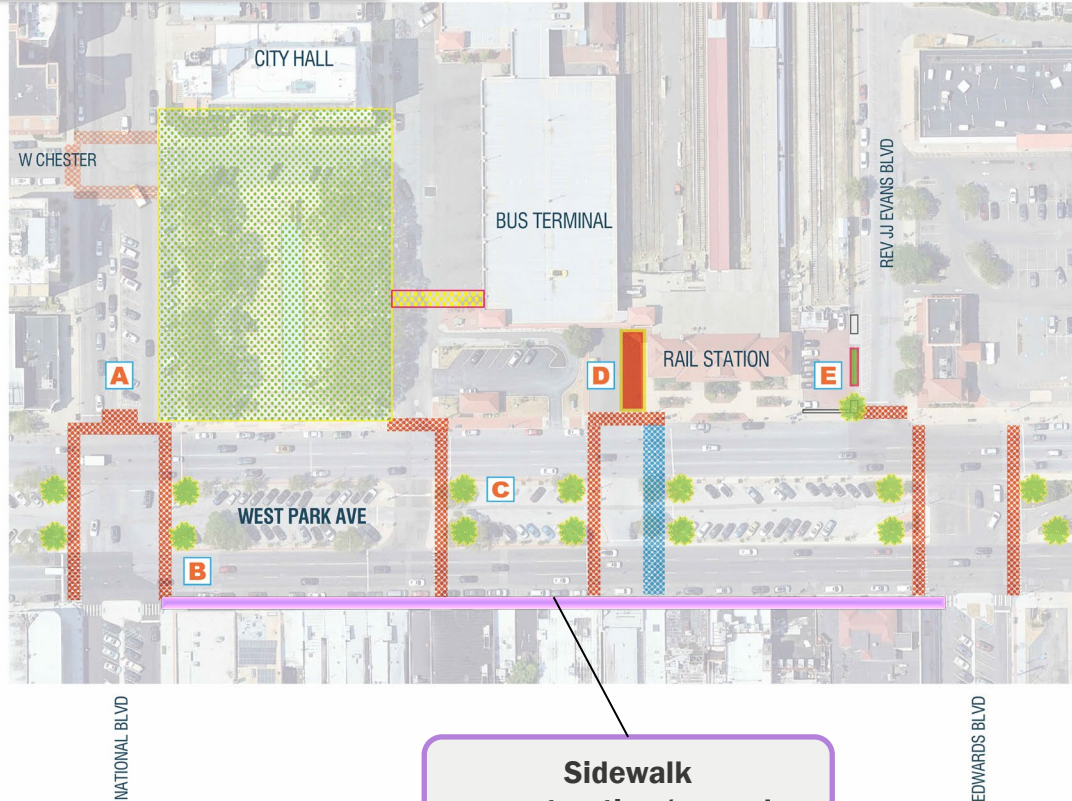 CITY HALL
W CHESTER
BUS TERMINAL
REV JJ EVANS BLVD
A
D
RAIL STATION
E
C
WEST PARK AVE
B
NATIONAL BLVD
EDWARDS BLVD
Sidewalk